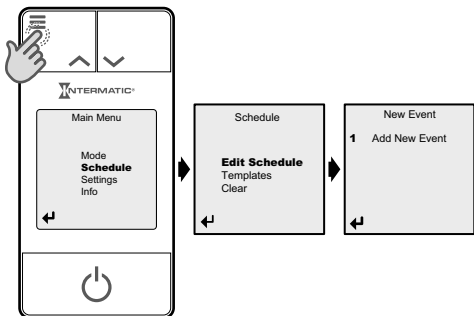 INTERMATIC®
Main Menu
Mode
Schedule
Settings
Info
Schedule
Edit Schedule
Templates
Clear
New Event
1 Add New Event